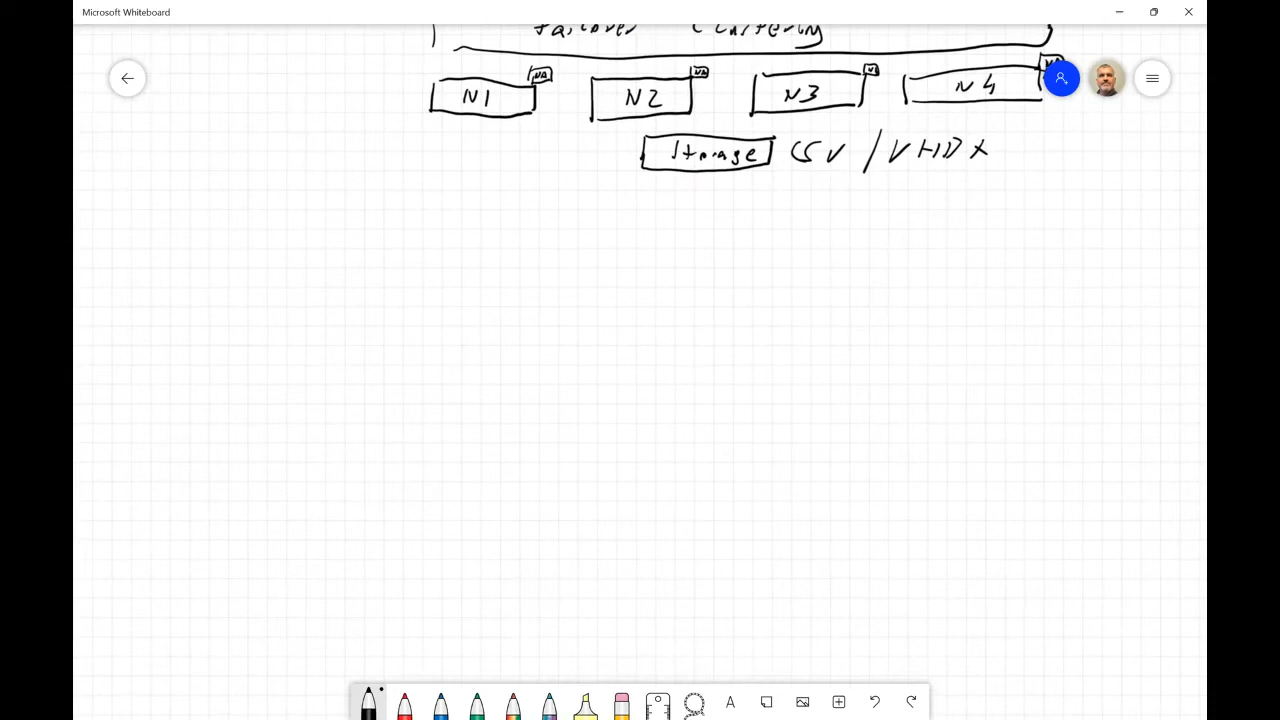 Microsoft Whiteboard
Failover Clustering
N1 N2 N3 N4
Storage CSV / VHDX
A